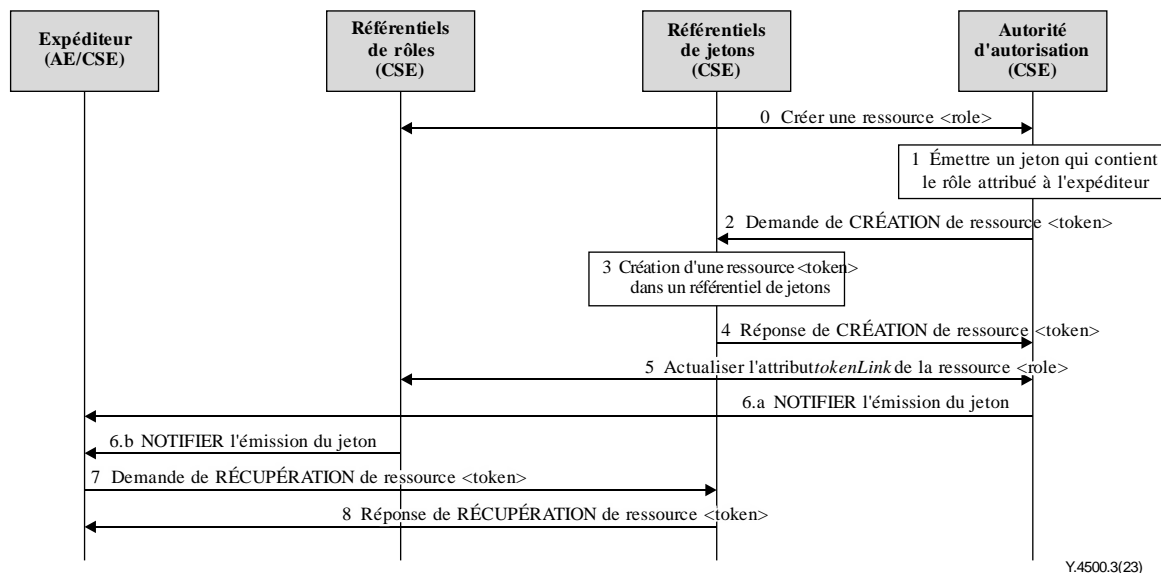 Expéditeur
(AE/CSE)
Référentiels
de rôles
(CSE)
Référentiels
de jetons
(CSE)
Autorité
d'autorisation
(CSE)
0 Créer une ressource <role>
1 Émettre un jeton qui contient
le rôle attribué à l'expéditeur
2 Demande de CRÉATION de ressource <token>
3 Création d'une ressource <token>
dans un référentiel de jetons
4 Réponse de CRÉATION de ressource <token>
5 Actualiser l'attribut tokenLink de la ressource <role>
6.a NOTIFIER l'émission du jeton
6.b NOTIFIER l'émission du jeton
7 Demande de RÉCUPÉRATION de ressource <token>
8 Réponse de RÉCUPÉRATION de ressource <token>
Y.4500.3(23)